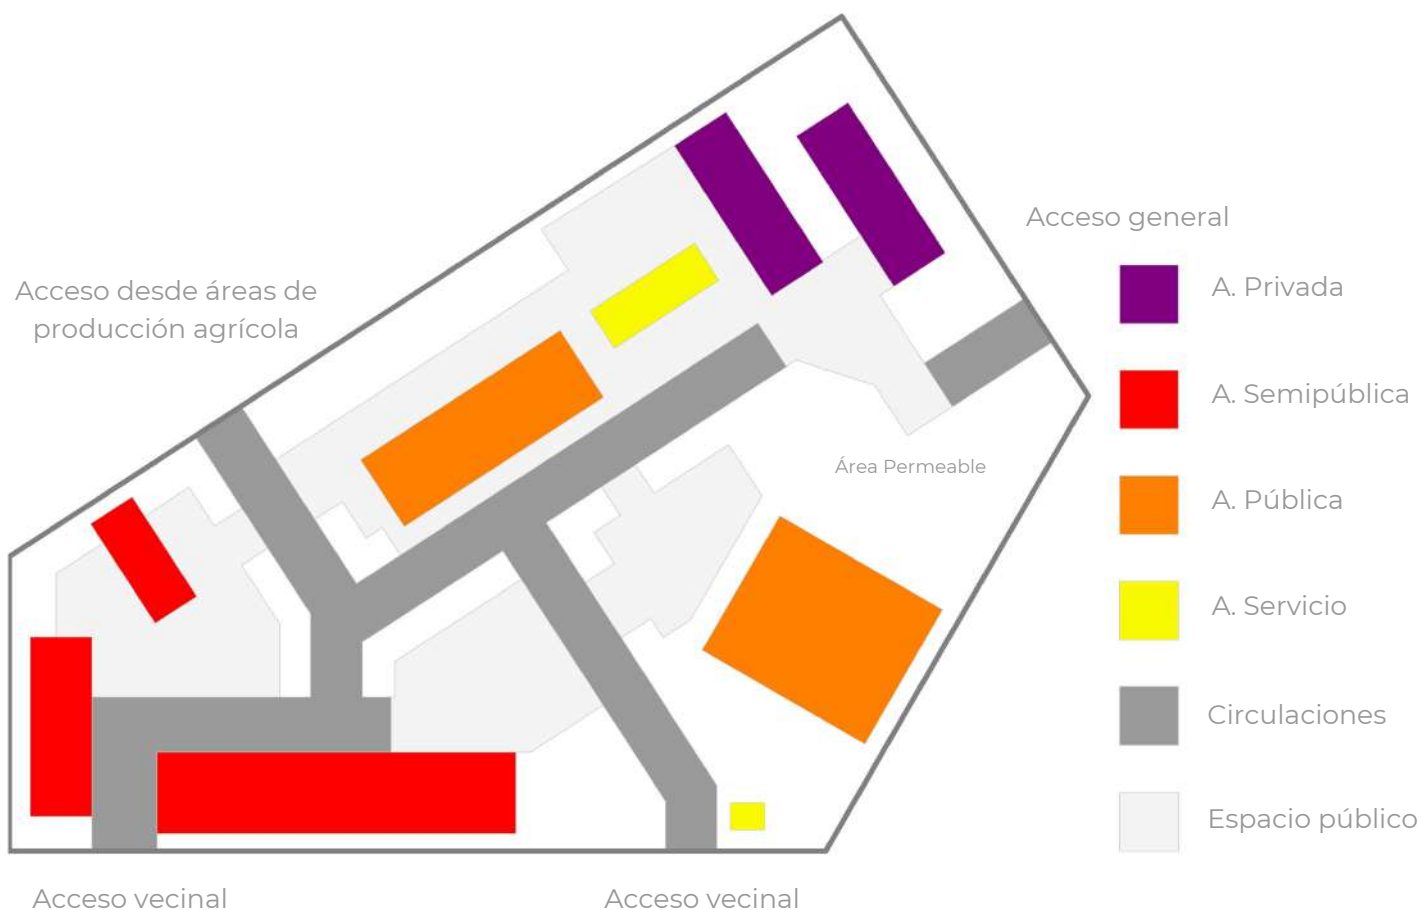 Acceso general
A. Privada
Acceso desde áreas de
producción agrícola
A. Semipública
Área Permeable
A. Pública
A. Servicio
Circulaciones
Espacio público
Acceso vecinal
Acceso vecinal